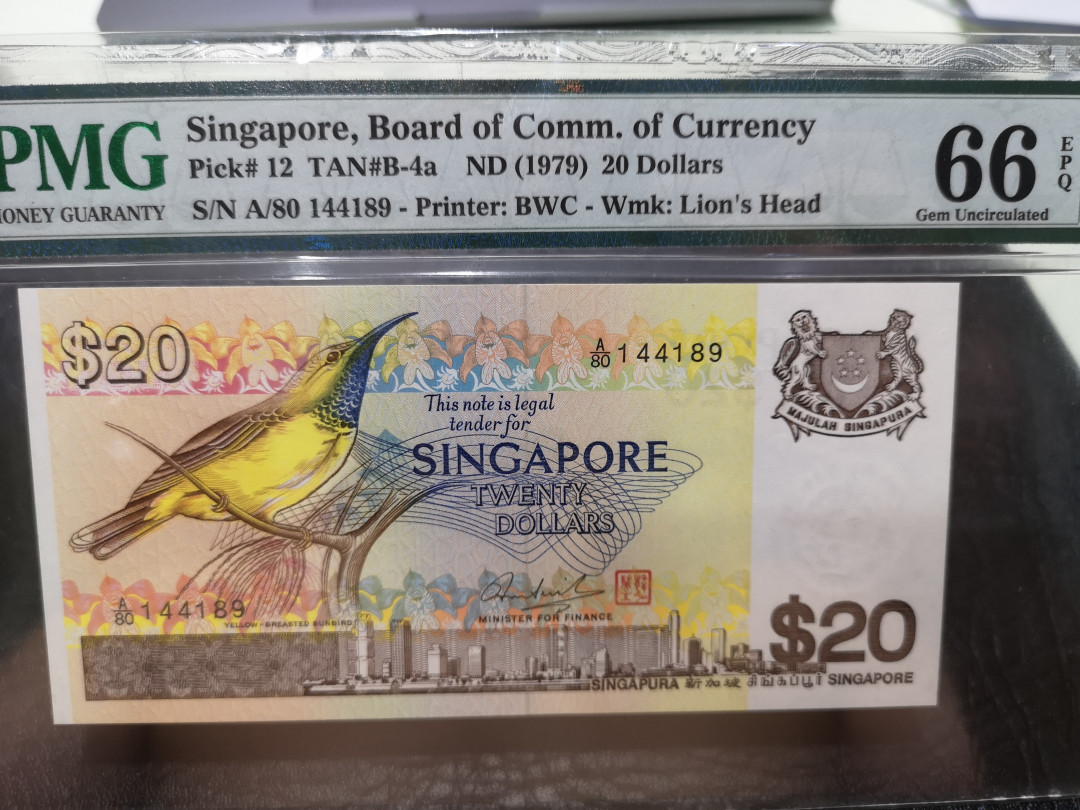 PMG
MONEY GUARANTY
Singapore, Board of Comm. of Currency
Pick# 12 TAN#B-4a ND (1979) 20 Dollars
S/N A/80 144189 - Printer: BWC - Wmk: Lion's Head
66
EPQ
Gem Uncirculated
$20
A/80 144189
MAJULAH SINGAPURA
This note is legal
tender for
SINGAPORE
TWENTY
DOLLARS
A/80 144189
YELLOW-BREASTED SUNBIRD
MINISTER FOR FINANCE
$20
SINGAPURA 新加坡 சிங்கப்பூர் SINGAPORE